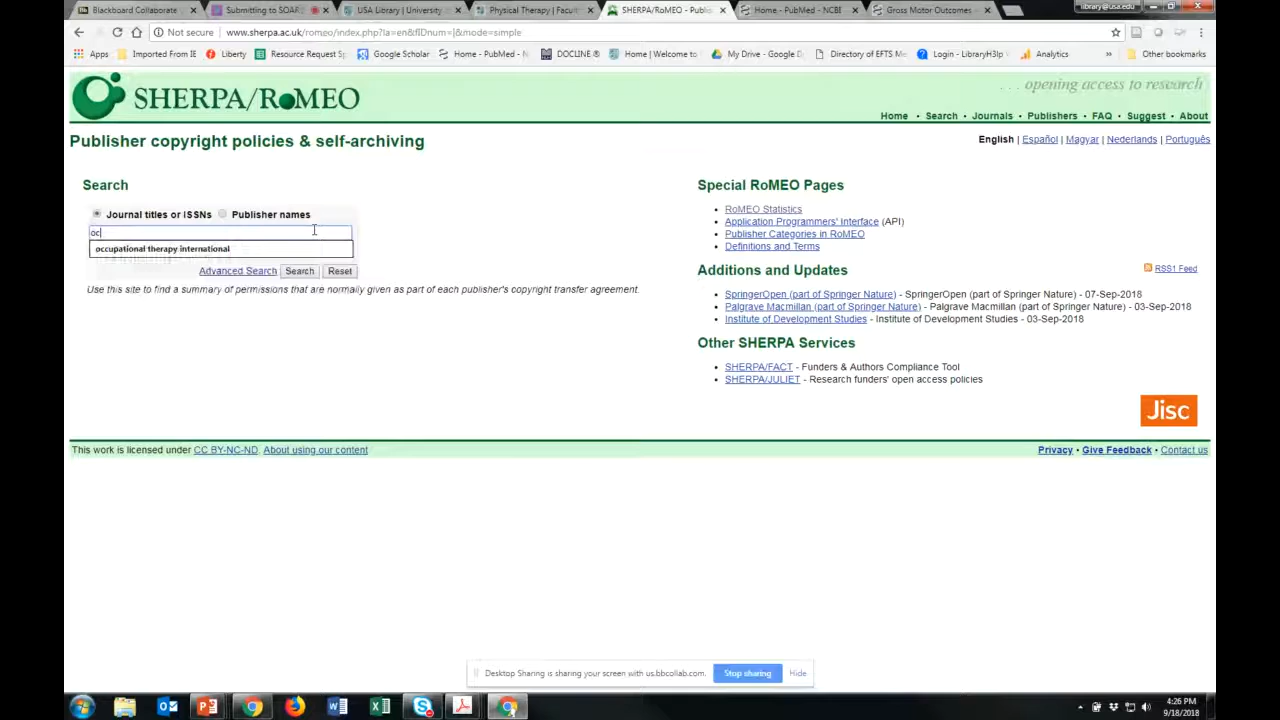 Blackboard Collaborate
Submitting to SOAR
USA Library | University
Physical Therapy | Facul
SHERPA/RoMEO - Publis
Home - PubMed - NCBI
Gross Motor Outcomes -
library@usa.edu
Not secure | www.sherpa.ac.uk/romeo/index.php?la=en&fIDnum=|&mode=simple
Apps
Imported From IE
Liberty
Resource Request Sp
Google Scholar
Home - PubMed - N
DOCLINE ®
Home | Welcome to
My Drive - Google D
Directory of EFTS Me
Login - LibraryH3lp
Analytics
»
Other bookmarks
SHERPA/RoMEO
. . . opening access to research
Home • Search • Journals • Publishers • FAQ • Suggest • About
Publisher copyright policies & self-archiving
English | Español | Magyar | Nederlands | Português
Search
Journal titles or ISSNs
Publisher names
oc
occupational therapy international
Advanced Search
Search
Reset
Use this site to find a summary of permissions that are normally given as part of each publisher's copyright transfer agreement.
Special RoMEO Pages
• RoMEO Statistics
• Application Programmers' Interface (API)
• Publisher Categories in RoMEO
• Definitions and Terms
Additions and Updates
RSS1 Feed
• SpringerOpen (part of Springer Nature) - SpringerOpen (part of Springer Nature) - 07-Sep-2018
• Palgrave Macmillan (part of Springer Nature) - Palgrave Macmillan (part of Springer Nature) - 03-Sep-2018
• Institute of Development Studies - Institute of Development Studies - 03-Sep-2018
Other SHERPA Services
• SHERPA/FACT - Funders & Authors Compliance Tool
• SHERPA/JULIET - Research funders' open access policies
Jisc
This work is licensed under CC BY-NC-ND. About using our content
Privacy • Give Feedback • Contact us
Desktop Sharing is sharing your screen with us.bbcollab.com.
Stop sharing
Hide
4:26 PM
9/18/2018